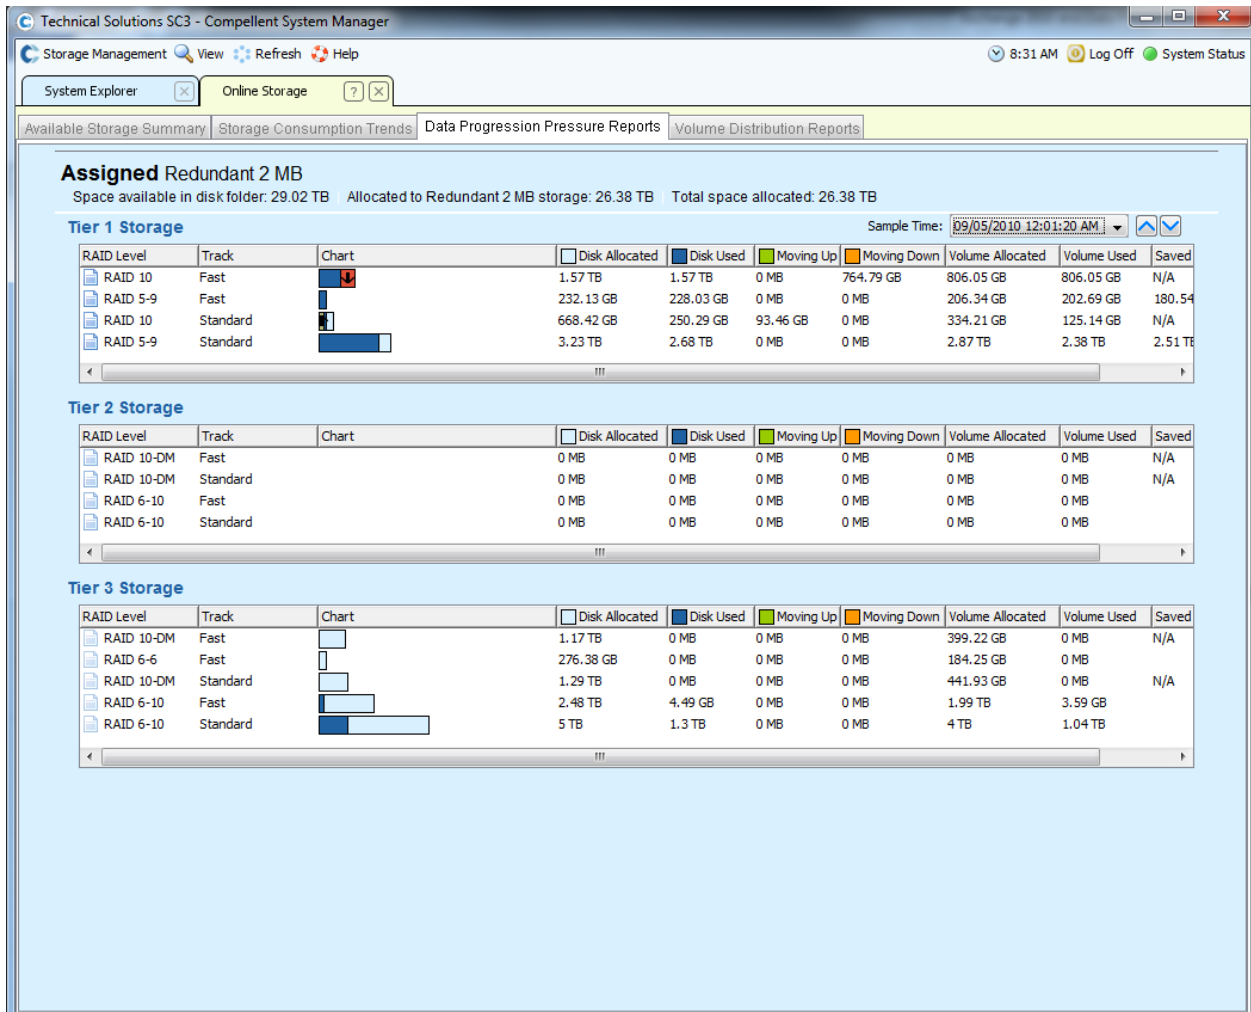 Technical Solutions SC3 - Compellent System Manager
Storage Management View Refresh Help 8:31 AM Log Off System Status
System Explorer Online Storage ?
Available Storage Summary Storage Consumption Trends Data Progression Pressure Reports Volume Distribution Reports
Assigned Redundant 2 MB
Space available in disk folder: 29.02 TB Allocated to Redundant 2 MB storage: 26.38 TB Total space allocated: 26.38 TB
Tier 1 Storage Sample Time: 09/05/2010 12:01:20 AM
RAID Level Track Chart Disk Allocated Disk Used Moving Up Moving Down Volume Allocated Volume Used Saved
RAID 10 Fast 1.57 TB 1.57 TB 0 MB 764.79 GB 806.05 GB 806.05 GB N/A
RAID 5-9 Fast 232.13 GB 228.03 GB 0 MB 0 MB 206.34 GB 202.69 GB 180.54
RAID 10 Standard 668.42 GB 250.29 GB 93.46 GB 0 MB 334.21 GB 125.14 GB N/A
RAID 5-9 Standard 3.23 TB 2.68 TB 0 MB 0 MB 2.87 TB 2.38 TB 2.51 TB
Tier 2 Storage
RAID Level Track Chart Disk Allocated Disk Used Moving Up Moving Down Volume Allocated Volume Used Saved
RAID 10-DM Fast 0 MB 0 MB 0 MB 0 MB 0 MB 0 MB N/A
RAID 10-DM Standard 0 MB 0 MB 0 MB 0 MB 0 MB 0 MB N/A
RAID 6-10 Fast 0 MB 0 MB 0 MB 0 MB 0 MB 0 MB
RAID 6-10 Standard 0 MB 0 MB 0 MB 0 MB 0 MB 0 MB
Tier 3 Storage
RAID Level Track Chart Disk Allocated Disk Used Moving Up Moving Down Volume Allocated Volume Used Saved
RAID 10-DM Fast 1.17 TB 0 MB 0 MB 0 MB 399.22 GB 0 MB N/A
RAID 6-6 Fast 276.38 GB 0 MB 0 MB 0 MB 184.25 GB 0 MB
RAID 10-DM Standard 1.29 TB 0 MB 0 MB 0 MB 441.93 GB 0 MB N/A
RAID 6-10 Fast 2.48 TB 4.49 GB 0 MB 0 MB 1.99 TB 3.59 GB
RAID 6-10 Standard 5 TB 1.3 TB 0 MB 0 MB 4 TB 1.04 TB